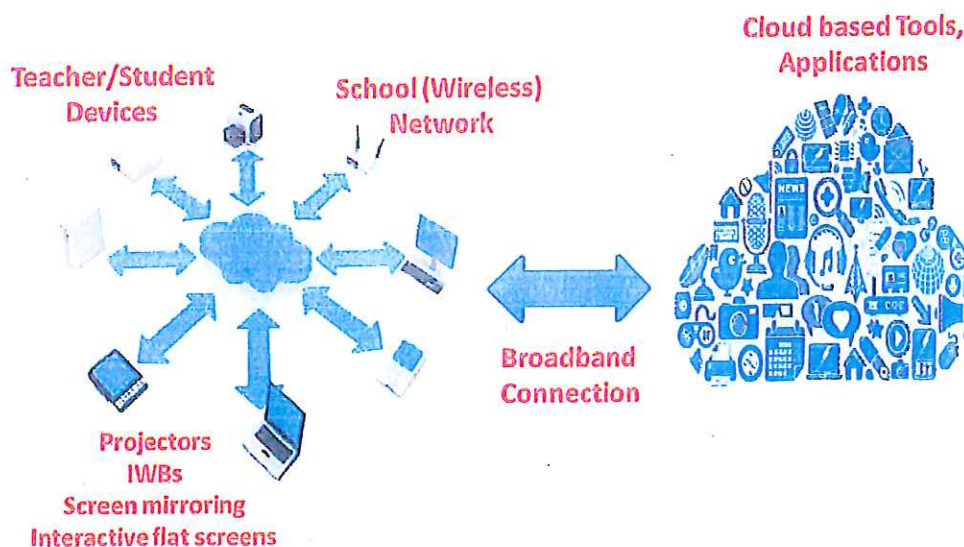 Cloud based Tools,
Applications
Teacher/Student
Devices
School (Wireless)
Network
NEWS
Broadband
Connection
Projectors
IWBs
Screen mirroring
Interactive flat screens